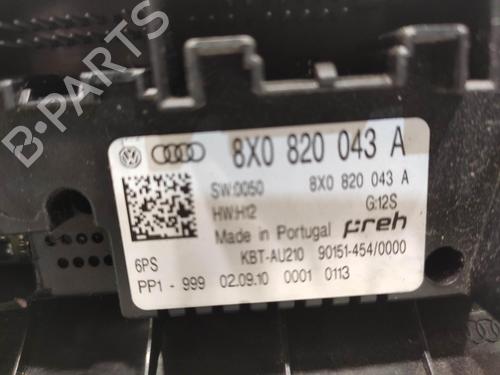 8X0 820 043 A
SW:0050 8X0 820 043 A
HW:H12 G:12S
Made in Portugal preh
KBT-AU210 90151-454/0000
6PS
PP1 - 999 02.09.10 0001 0113
B-PARTS